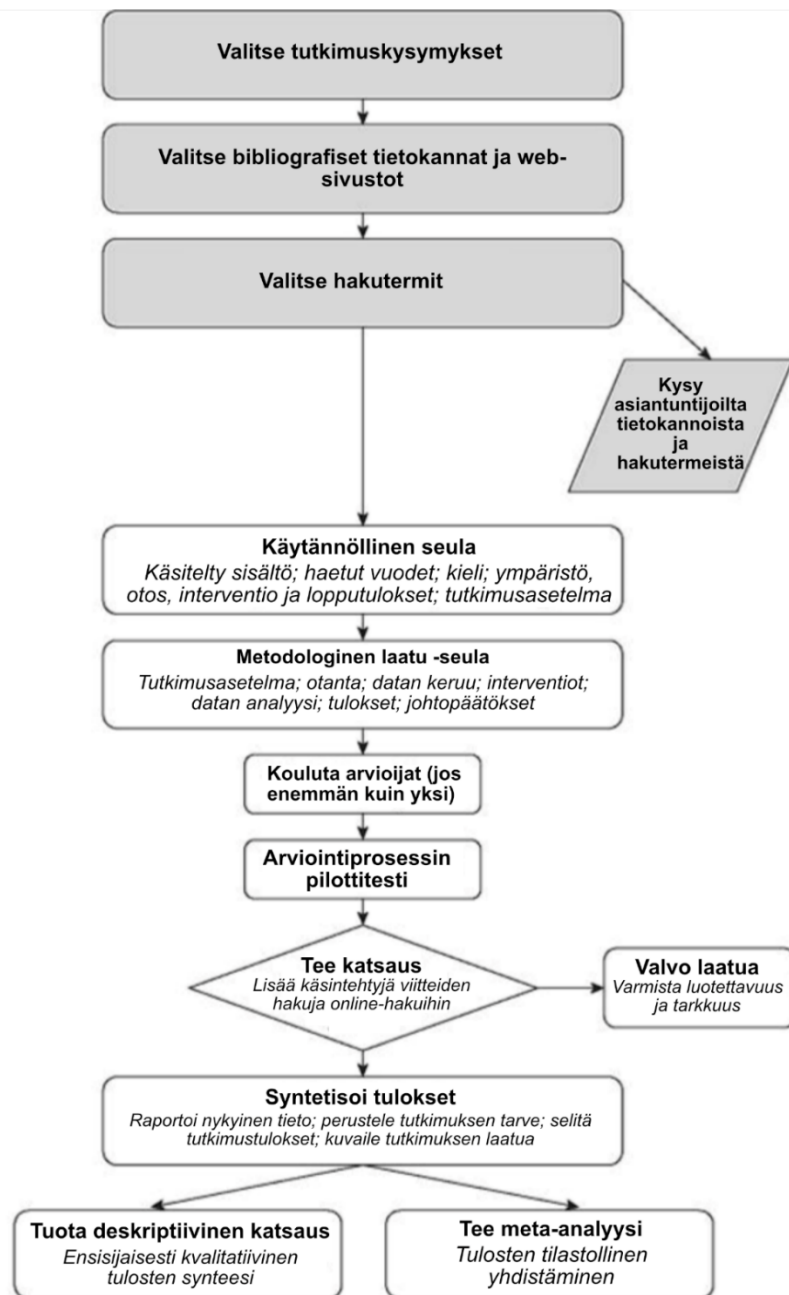 Valitse tutkimuskysymykset
Valitse bibliografiset tietokannat ja web-
sivustot
Valitse hakutermit
Kysy
asiantuntijoilta
tietokannoista
ja
hakutermeistä
Käytännöllinen seula
Käsitelty sisältö; haetut vuodet; kieli; ympäristö,
otos, interventio ja lopputulokset; tutkimusasetelma
Metodologinen laatu -seula
Tutkimusasetelma; otanta; datan keruu; interventiot;
datan analyysi; tulokset; johtopäätökset
Kouluta arvioijat (jos
enemmän kuin yksi)
Arviointiprosessin
pilottitesti
Tee katsaus
Lisää käsintehtyjä viitteiden
hakuja online-hakuihin
Valvo laatua
Varmista luotettavuus
ja tarkkuus
Syntetisoi tulokset
Raportoi nykyinen tieto; perustele tutkimuksen tarve; selitä
tutkimustulokset; kuvaile tutkimuksen laatua
Tuota deskriptiivinen katsaus
Ensisijaisesti kvalitatiivinen
tulosten synteesi
Tee meta-analyysi
Tulosten tilastollinen
yhdistäminen